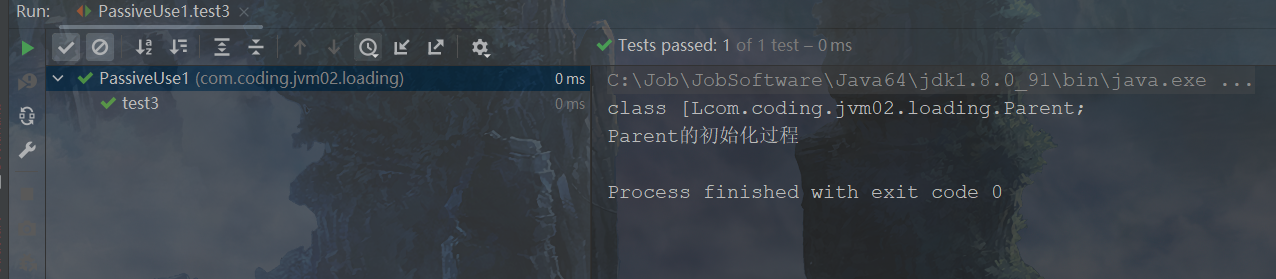 Run: PassiveUse1.test3
Tests passed: 1 of 1 test – 0 ms
PassiveUse1 (com.coding.jvm02.loading) 0 ms
test3 0 ms
C:\Job\JobSoftware\Java64\jdk1.8.0_91\bin\java.exe ...
class [Lcom.coding.jvm02.loading.Parent;
Parent的初始化过程
Process finished with exit code 0